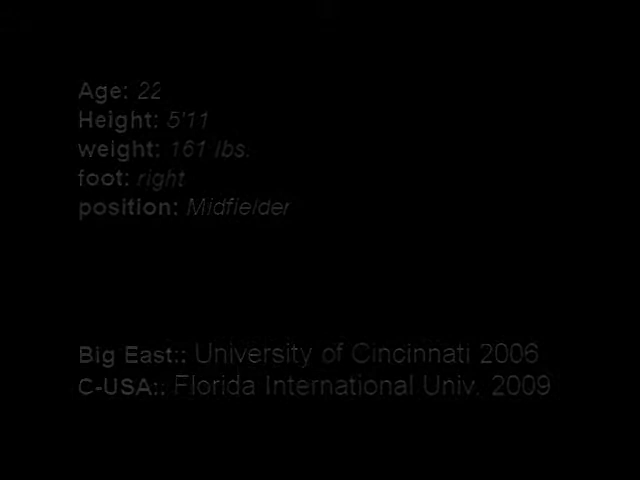 Age: 22
Height: 5'11
weight: 161 lbs.
foot: right
position: Midfielder
Big East:: University of Cincinnati 2006
C-USA:: Florida International Univ. 2009